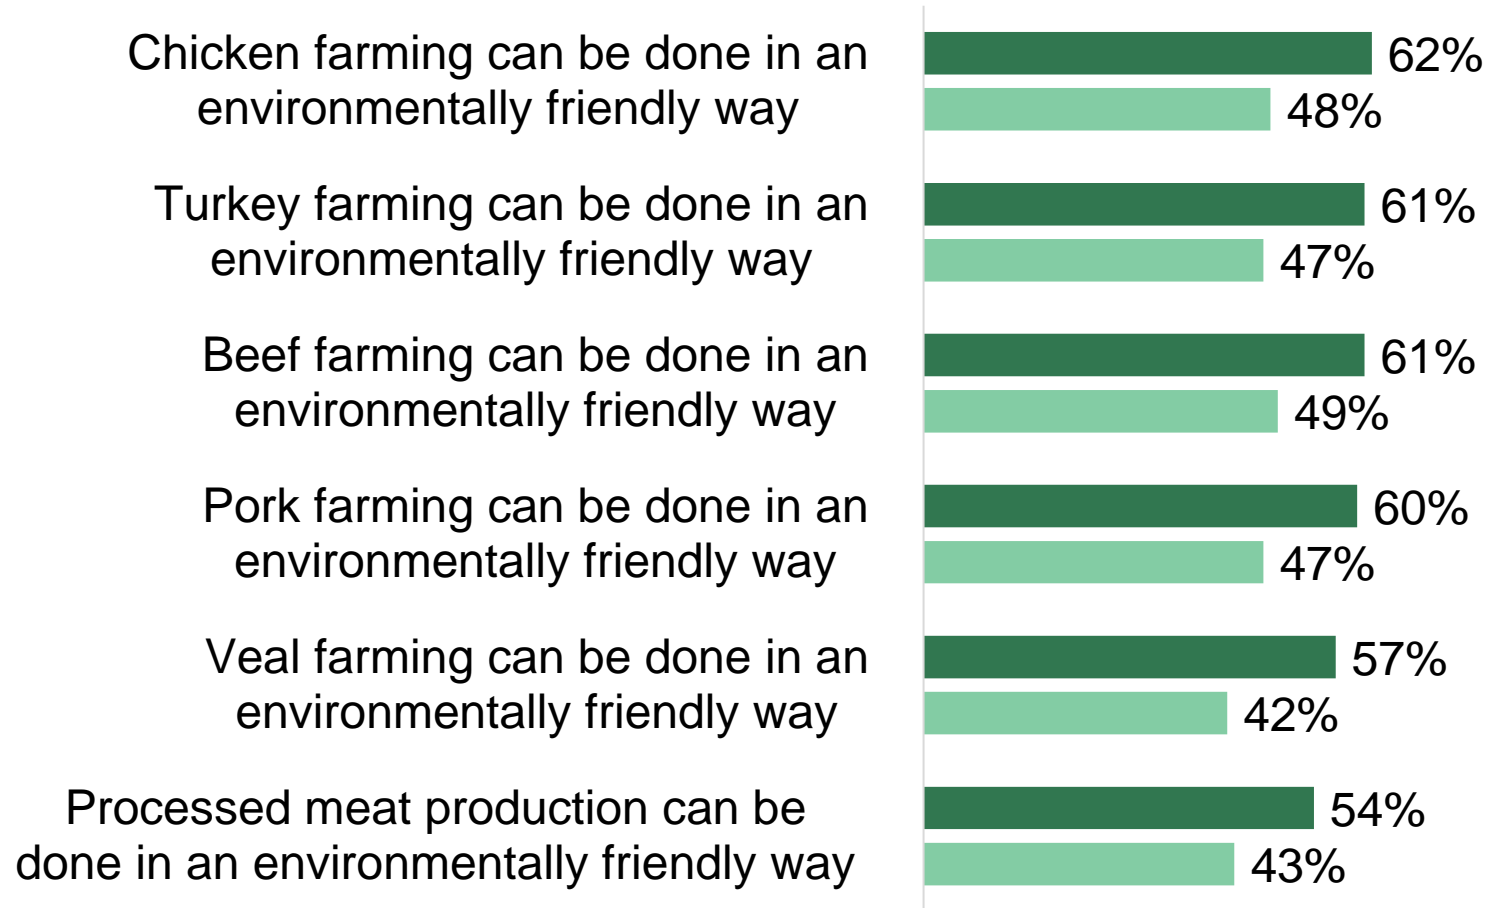 Chicken farming can be done in an
environmentally friendly way
62%
48%
Turkey farming can be done in an
environmentally friendly way
61%
47%
Beef farming can be done in an
environmentally friendly way
61%
49%
Pork farming can be done in an
environmentally friendly way
60%
47%
Veal farming can be done in an
environmentally friendly way
57%
42%
Processed meat production can be
done in an environmentally friendly way
54%
43%